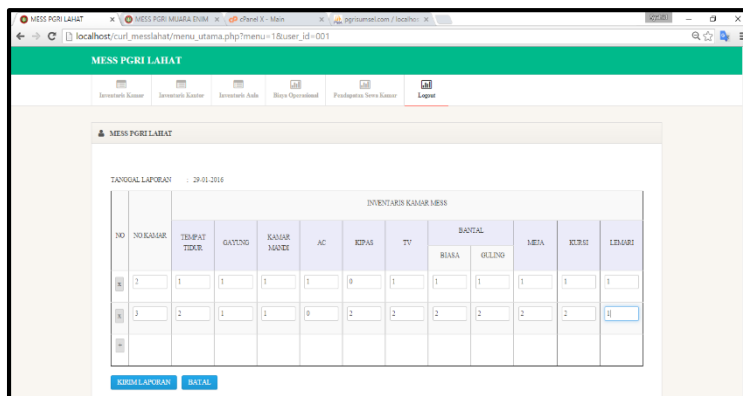 MESS PGRI LAHAT
MESS PGRI MUARA ENIM
cPanel X - Main
pgrisumsel.com / localhos
localhost/curl_messlahat/menu_utama.php?menu=1&user_id=001
MESS PGRI LAHAT
Inventaris Kamar Inventaris Kantor Inventaris Aula Biaya Operasional Pendapatan Sewa Kamar Logout
MESS PGRI LAHAT
TANGGAL LAPORAN : 29-01-2016
INVENTARIS KAMAR MESS
NO NO.KAMAR TEMPAT TIDUR GAYUNG KAMAR MANDI AC KIPAS TV BANTAL MEJA KURSI LEMARI
BIASA GULING
x 2 1 1 1 1 0 1 1 1 1 1 1
x 3 2 1 1 0 2 2 2 2 2 2 1
+
KIRIM LAPORAN BATAL